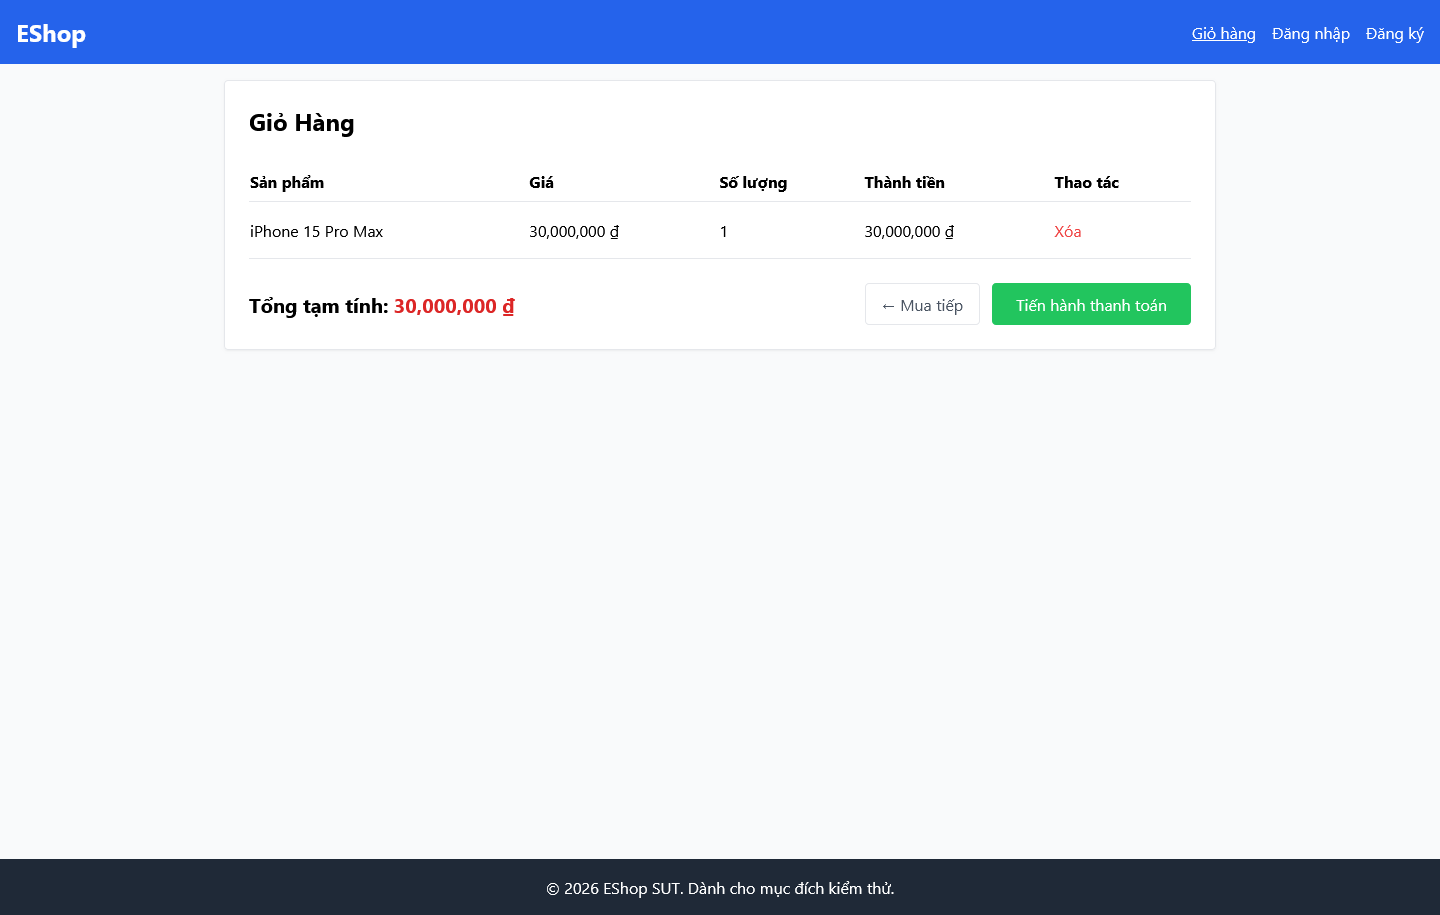 EShop
Giỏ hàng Đăng nhập Đăng ký
Giỏ Hàng
Sản phẩm Giá Số lượng Thành tiền Thao tác
iPhone 15 Pro Max 30,000,000 ₫ 1 30,000,000 ₫ Xóa
Tổng tạm tính: 30,000,000 ₫ ← Mua tiếp Tiến hành thanh toán
© 2026 EShop SUT. Dành cho mục đích kiểm thử.